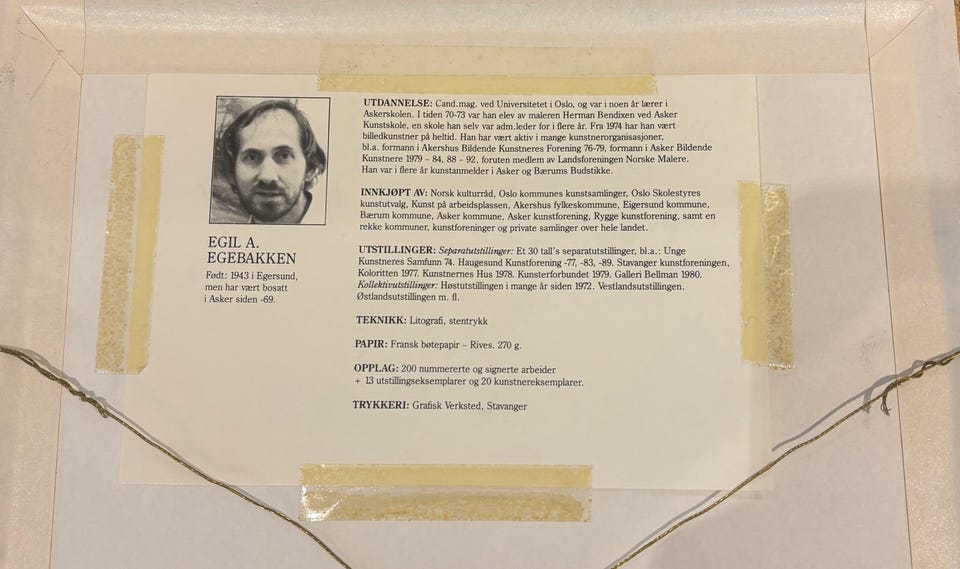 EGIL A.
EGEBAKKEN
Født: 1943 i Egersund,
men har vært bosatt
i Asker siden -69.
UTDANNELSE: Cand.mag. ved Universitetet i Oslo, og var i noen år lærer i
Askerskolen. I tiden 70-73 var han elev av maleren Herman Bendixen ved Asker
Kunstskole, en skole han selv var adm.leder for i flere år. Fra 1974 har han vært
billedkunstner på heltid. Han har vært aktiv i mange kunstnerorganisasjoner,
bl.a. formann i Akershus Bildende Kunstneres Forening 76-79, formann i Asker Bildende
Kunstnere 1979 – 84, 88 – 92, foruten medlem av Landsforeningen Norske Malere.
Han var i flere år kunstanmelder i Asker og Bærums Budstikke.
INNKJØPT AV: Norsk kulturråd, Oslo kommunes kunstsamlinger, Oslo Skolestyres
kunstutvalg, Kunst på arbeidsplassen, Akershus fylkeskommune, Eigersund kommune,
Bærum kommune, Asker kommune, Asker kunstforening, Rygge kunstforening, samt en
rekke kommuner, kunstforeninger og private samlinger over hele landet.
UTSTILLINGER: Separatutstillinger: Et 30 tall's separatutstillinger, bl.a.: Unge
Kunstneres Samfunn 74. Haugesund Kunstforening -77, -83, -89. Stavanger kunstforeningen,
Koloritten 1977. Kunstnernes Hus 1978. Kunsterforbundet 1979. Galleri Bellman 1980.
Kollektivutstillinger: Høstutstillingen i mange år siden 1972. Vestlandsutstillingen.
Østlandsutstillingen m. fl.
TEKNIKK: Litografi, stentrykk
PAPIR: Fransk bøtepapir – Rives. 270 g.
OPPLAG: 200 nummererte og signerte arbeider
+ 13 utstillingseksemplarer og 20 kunstnereksemplarer.
TRYKKERI: Grafisk Verksted, Stavanger